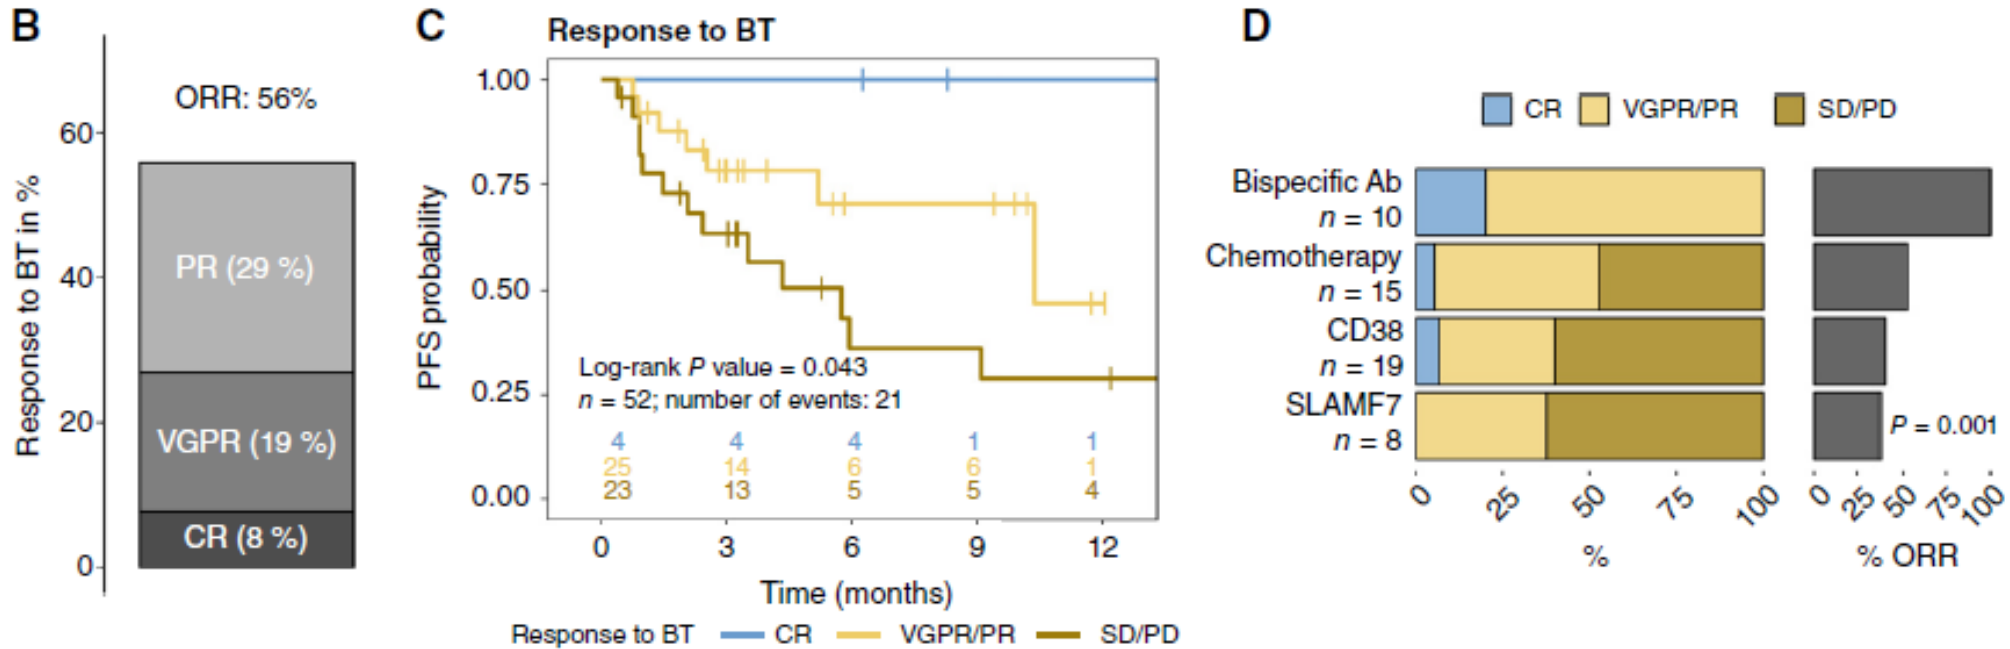 B
ORR: 56%
Response to BT in %
60
40
20
0
PR (29 %)
VGPR (19 %)
CR (8 %)
C
Response to BT
PFS probability
1.00
0.75
0.50
0.25
0.00
Log-rank P value = 0.043
n = 52; number of events: 21
4 4 4 1 1
25 14 6 6 1
23 13 5 5 4
0 3 6 9 12
Time (months)
Response to BT CR VGPR/PR SD/PD
D
CR VGPR/PR SD/PD
Bispecific Ab
n = 10
Chemotherapy
n = 15
CD38
n = 19
SLAMF7
n = 8
P = 0.001
0 25 50 75 100
%
0 25 50 75 100
% ORR